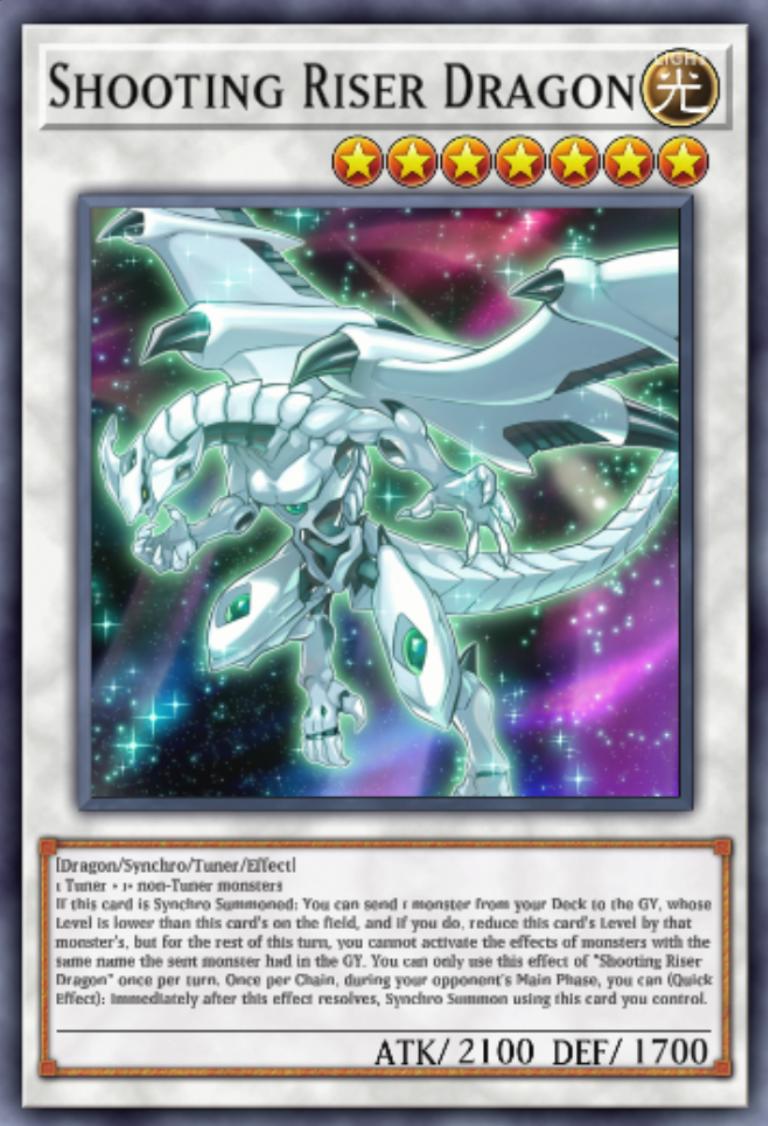 SHOOTING RISER DRAGON
LIGHT
光
[Dragon/Synchro/Tuner/Effect]
1 Tuner + 1+ non-Tuner monsters
If this card is Synchro Summoned: You can send 1 monster from your Deck to the GY, whose
Level is lower than this card's on the field, and if you do, reduce this card's Level by that
monster's, but for the rest of this turn, you cannot activate the effects of monsters with the
same name the sent monster had in the GY. You can only use this effect of "Shooting Riser
Dragon" once per turn. Once per Chain, during your opponent's Main Phase, you can (Quick
Effect): Immediately after this effect resolves, Synchro Summon using this card you control.
ATK/ 2100 DEF/ 1700